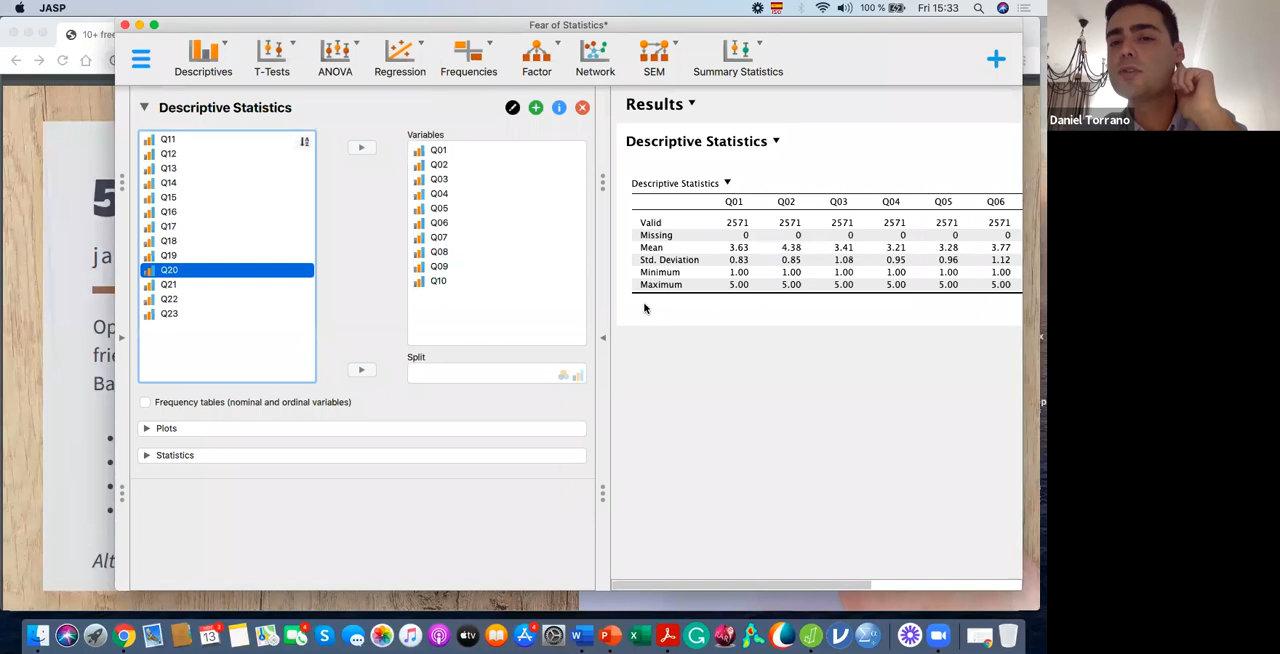 JASP
100 %
Fri 15:33
10+ free
Fear of Statistics*
Descriptives
T-Tests
ANOVA
Regression
Frequencies
Factor
Network
SEM
Summary Statistics
Descriptive Statistics
Q11
Q12
Q13
Q14
Q15
Q16
Q17
Q18
Q19
Q20
Q21
Q22
Q23
Variables
Q01
Q02
Q03
Q04
Q05
Q06
Q07
Q08
Q09
Q10
Split
Frequency tables (nominal and ordinal variables)
Plots
Statistics
Results
Descriptive Statistics
Descriptive Statistics
Q01 Q02 Q03 Q04 Q05 Q06
Valid 2571 2571 2571 2571 2571 2571
Missing 0 0 0 0 0 0
Mean 3.63 4.38 3.41 3.21 3.28 3.77
Std. Deviation 0.83 0.85 1.08 0.95 0.96 1.12
Minimum 1.00 1.00 1.00 1.00 1.00 1.00
Maximum 5.00 5.00 5.00 5.00 5.00 5.00
Daniel Torrano
5
ja
Op
frie
Ba
Alt